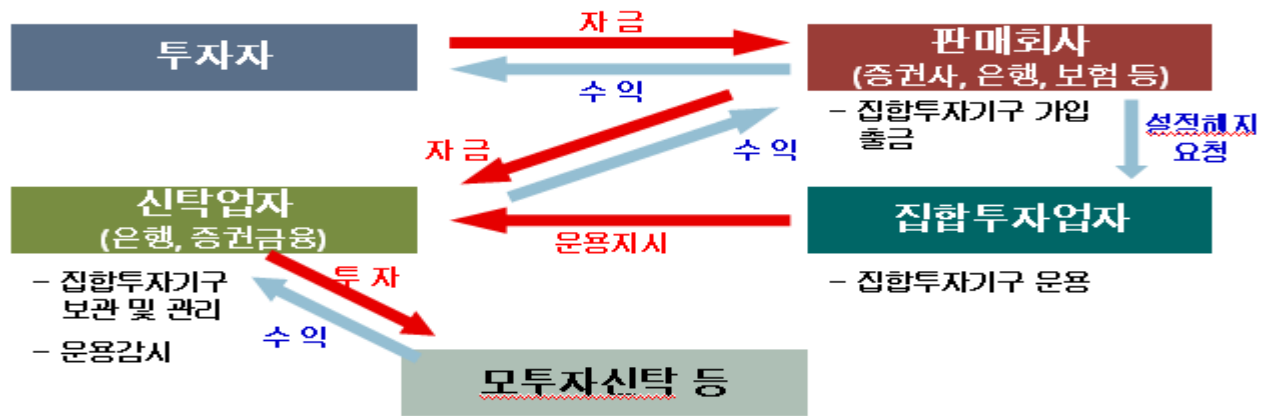 자 금
투자자
판매회사
(증권사, 은행, 보험 등)
수 익
- 집합투자기구 가입
출금
설정해지
요청
자 금
수 익
신탁업자
(은행, 증권금융)
집합투자업자
운용지시
- 집합투자기구
보관 및 관리
- 운용감시
투 자
- 집합투자기구 운용
수 익
모투자신탁 등